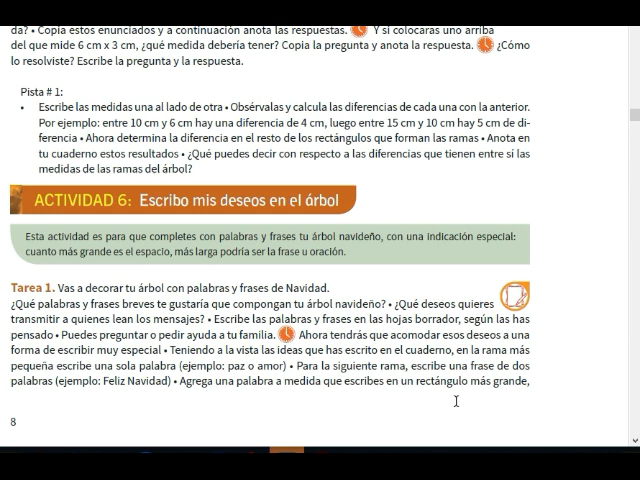 da? • Copia estos enunciados y a continuación anota las respuestas. Y si colocaras uno arriba
del que mide 6 cm x 3 cm, ¿qué medida debería tener? Copia la pregunta y anota la respuesta. ¿Cómo
lo resolviste? Escribe la pregunta y la respuesta.
Pista # 1:
• Escribe las medidas una al lado de otra • Obsérvalas y calcula las diferencias de cada una con la anterior.
Por ejemplo: entre 10 cm y 6 cm hay una diferencia de 4 cm, luego entre 15 cm y 10 cm hay 5 cm de di-
ferencia • Ahora determina la diferencia en el resto de los rectángulos que forman las ramas • Anota en
tu cuaderno estos resultados • ¿Qué puedes decir con respecto a las diferencias que tienen entre sí las
medidas de las ramas del árbol?
ACTIVIDAD 6: Escribo mis deseos en el árbol
Esta actividad es para que completes con palabras y frases tu árbol navideño, con una indicación especial:
cuanto más grande es el espacio, más larga podría ser la frase u oración.
Tarea 1. Vas a decorar tu árbol con palabras y frases de Navidad.
¿Qué palabras y frases breves te gustaría que compongan tu árbol navideño? • ¿Qué deseos quieres
transmitir a quienes lean los mensajes? • Escribe las palabras y frases en las hojas borrador, según las has
pensado • Puedes preguntar o pedir ayuda a tu familia. Ahora tendrás que acomodar esos deseos a una
forma de escribir muy especial • Teniendo a la vista las ideas que has escrito en el cuaderno, en la rama más
pequeña escribe una sola palabra (ejemplo: paz o amor) • Para la siguiente rama, escribe una frase de dos
palabras (ejemplo: Feliz Navidad) • Agrega una palabra a medida que escribes en un rectángulo más grande,
8